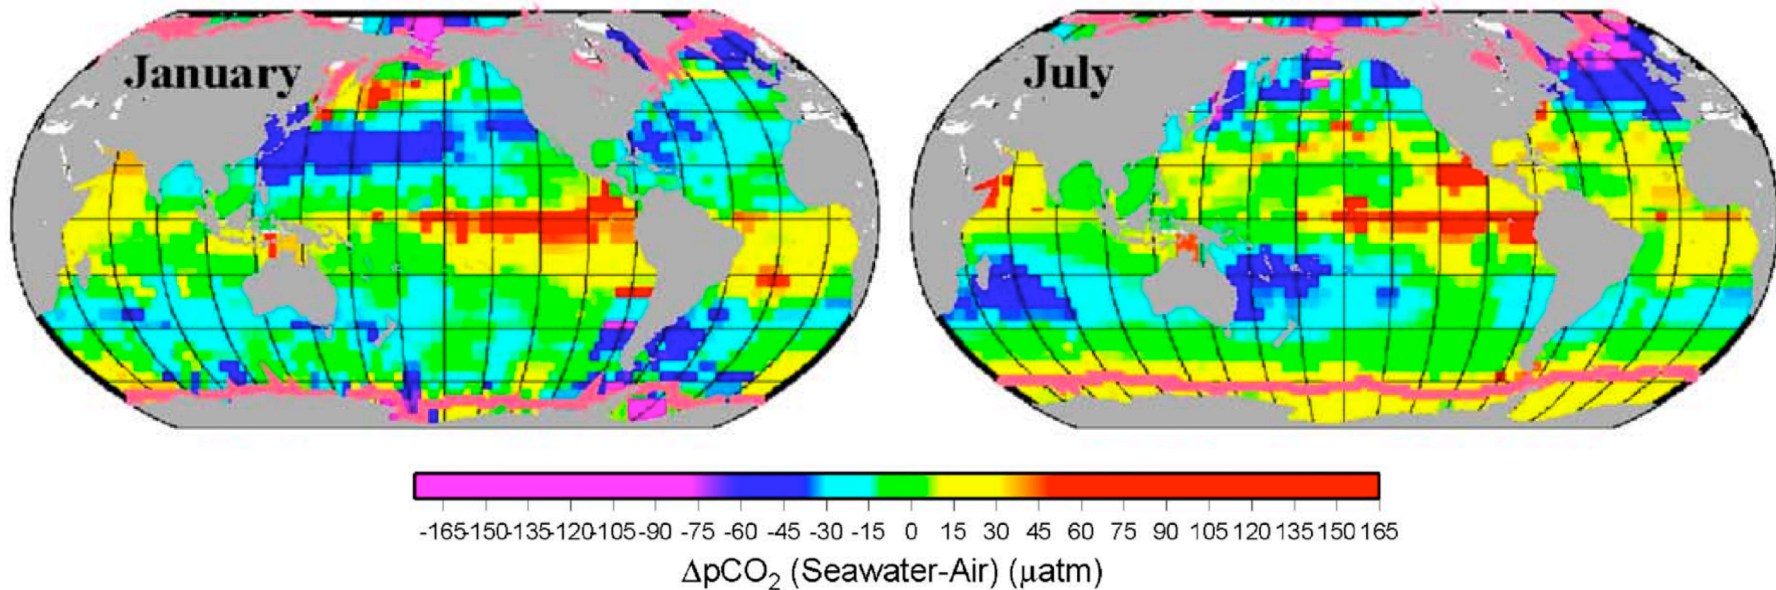 January
July
-165-150-135-120-105-90 -75 -60 -45 -30 -15 0 15 30 45 60 75 90 105 120 135 150 165
ΔpCO₂ (Seawater-Air) (μatm)